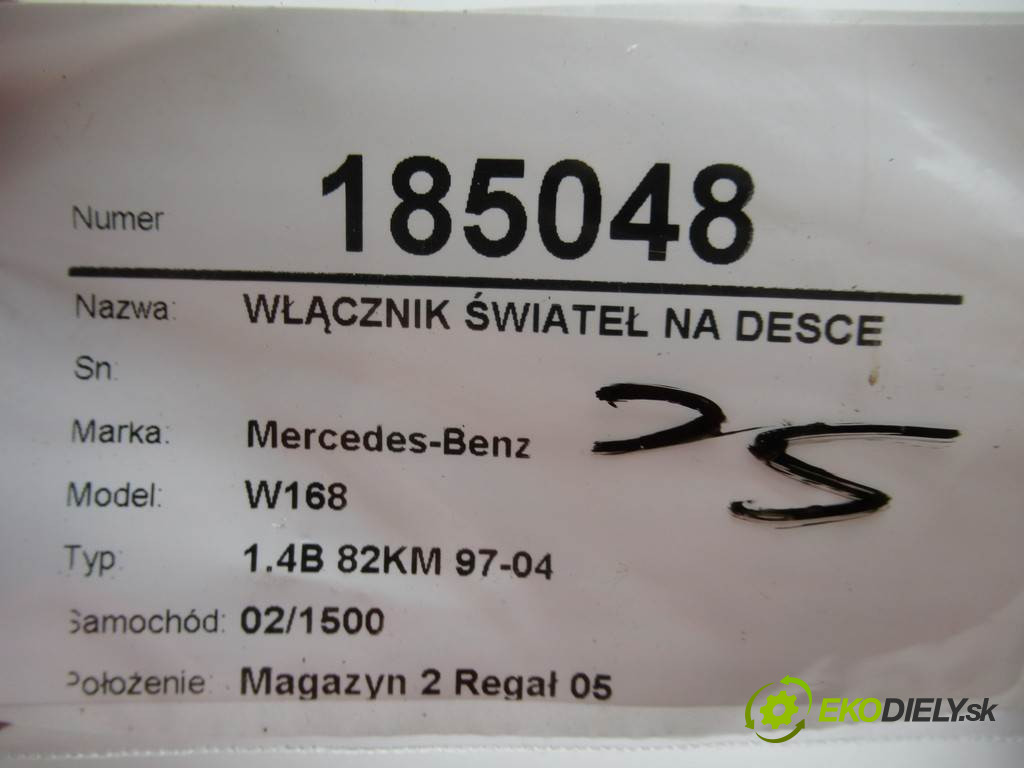 Numer 185048
Nazwa: WŁĄCZNIK ŚWIATEŁ NA DESCE
Sn:
Marka: Mercedes-Benz
Model: W168
Typ: 1.4B 82KM 97-04
Samochód: 02/1500
Położenie: Magazyn 2 Regał 05
EKODIELY.sk